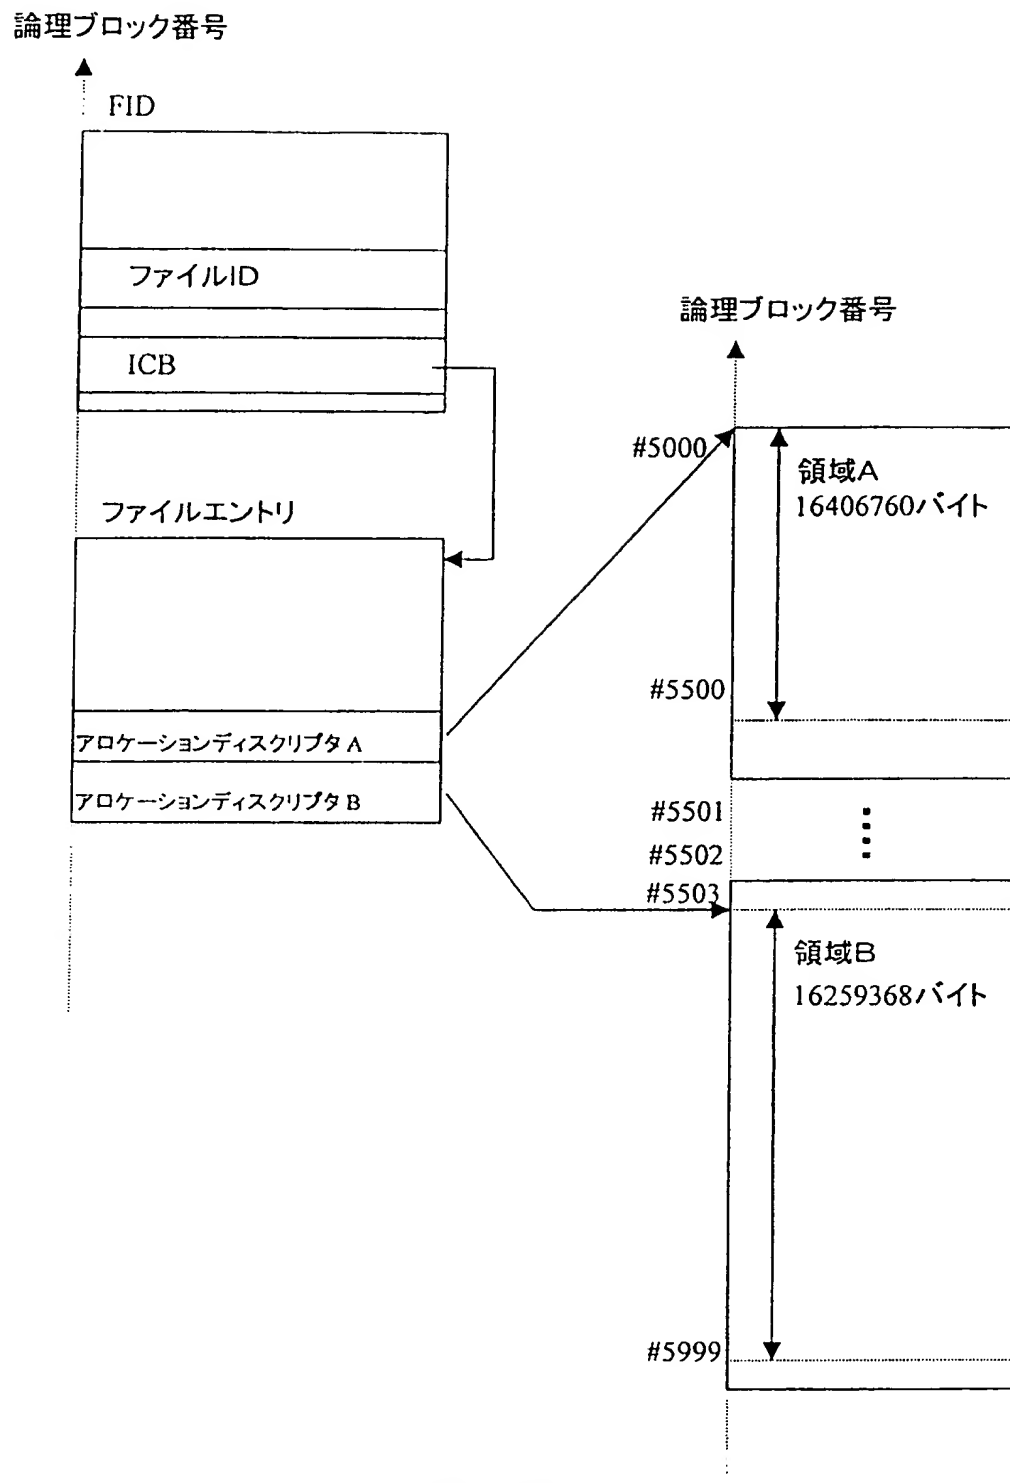 論理ブロック番号
FID
ファイルID
ICB
ファイルエントリ
アロケーションディスクリプタ A
アロケーションディスクリプタ B
論理ブロック番号
#5000
領域A
16406760バイト
#5500
#5501
#5502
#5503
領域B
16259368バイト
#5999